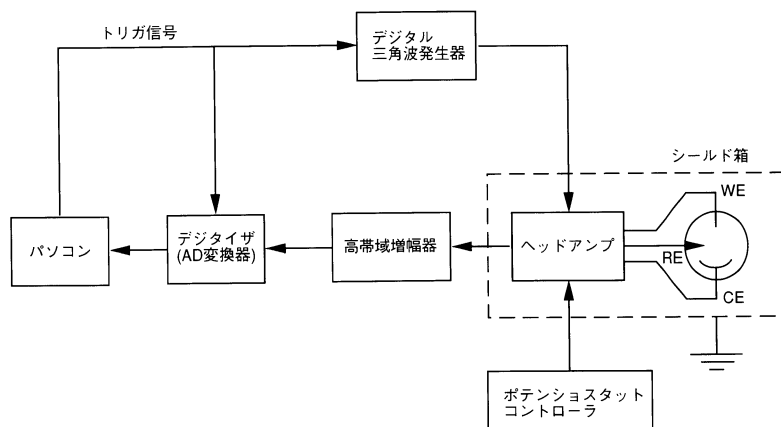 トリガ信号
デジタル
三角波発生器
シールド箱
WE
パソコン
デジタイザ
(AD変換器)
高帯域増幅器
ヘッドアンプ
RE
CE
ポテンショスタット
コントローラ